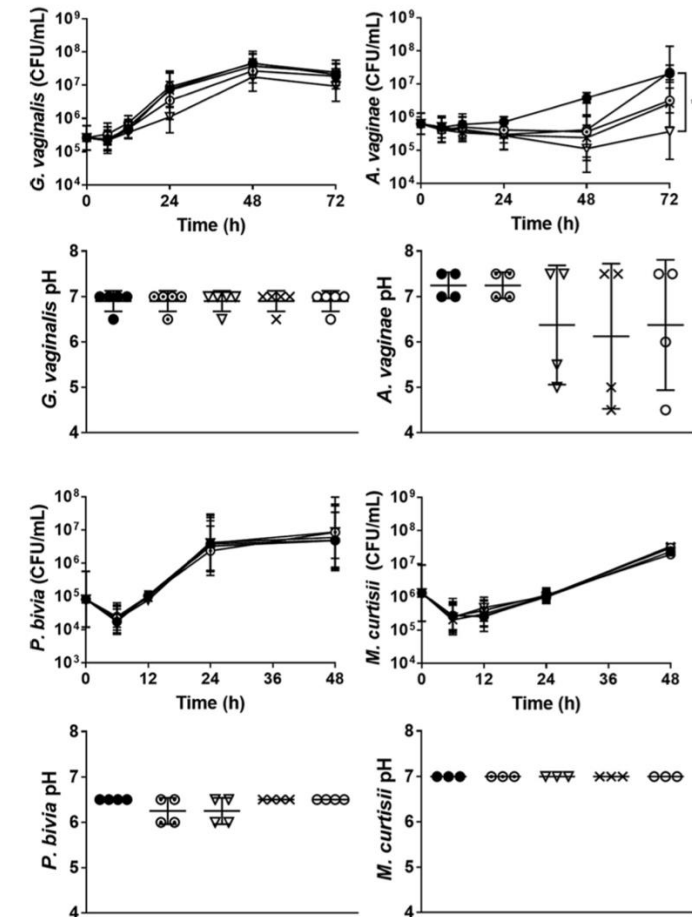 G. vaginalis (CFU/mL)
10⁹
10⁸
10⁷
10⁶
10⁵
10⁴
0 24 48 72
Time (h)
A. vaginae (CFU/mL)
10⁹
10⁸
10⁷
10⁶
10⁵
10⁴
0 24 48 72
Time (h)
G. vaginalis pH
8
7
6
5
4
A. vaginae pH
8
7
6
5
4
P. bivia (CFU/mL)
10⁸
10⁷
10⁶
10⁵
10⁴
10³
0 12 24 36 48
Time (h)
M. curtisii (CFU/mL)
10⁹
10⁸
10⁷
10⁶
10⁵
10⁴
0 12 24 36 48
Time (h)
P. bivia pH
8
7
6
5
4
M. curtisii pH
8
7
6
5
4